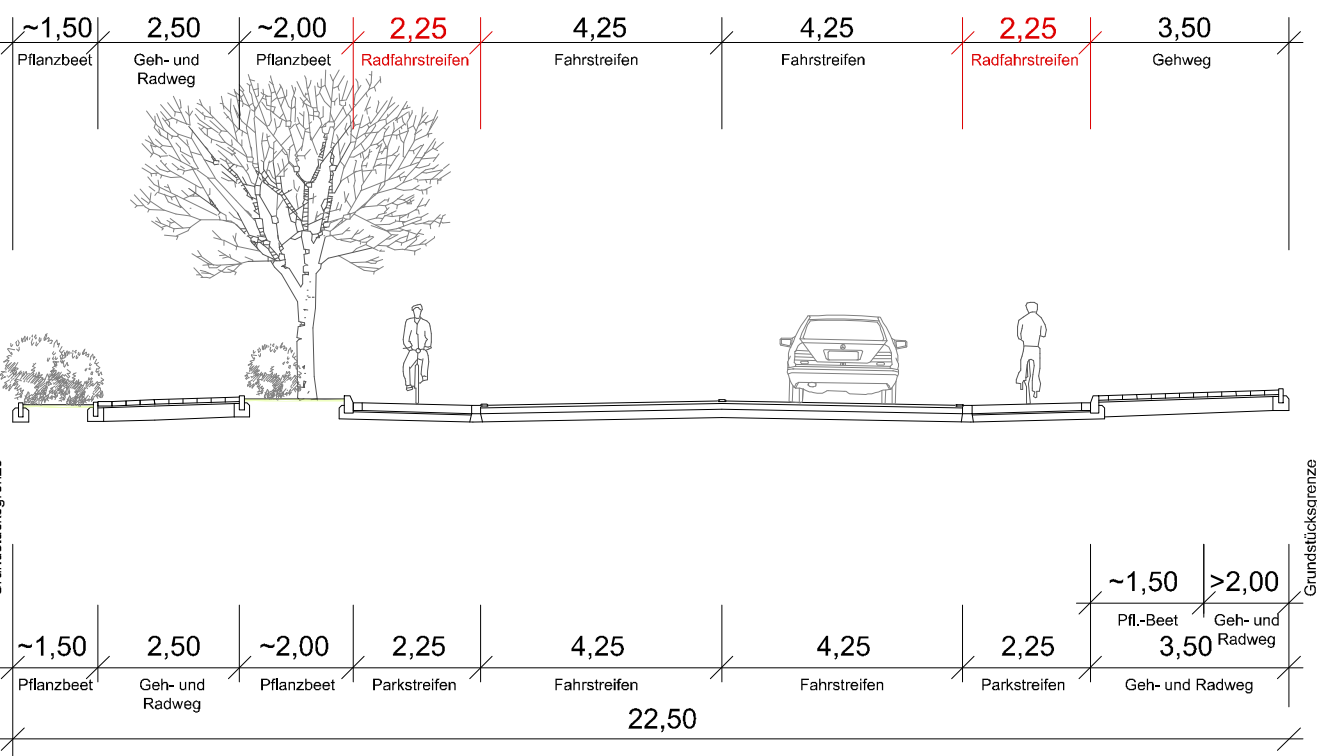 ~1,50 2,50 ~2,00 2,25 4,25 4,25 2,25 3,50
Pflanzbeet Geh- und Pflanzbeet Radfahrstreifen Fahrstreifen Fahrstreifen Radfahrstreifen Gehweg
Radweg
Grundstücksgrenze
~1,50 >2,00
Pfl.-Beet Geh- und
Radweg
~1,50 2,50 ~2,00 2,25 4,25 4,25 2,25 3,50
Pflanzbeet Geh- und Pflanzbeet Parkstreifen Fahrstreifen Fahrstreifen Parkstreifen Geh- und Radweg
Radweg
22,50